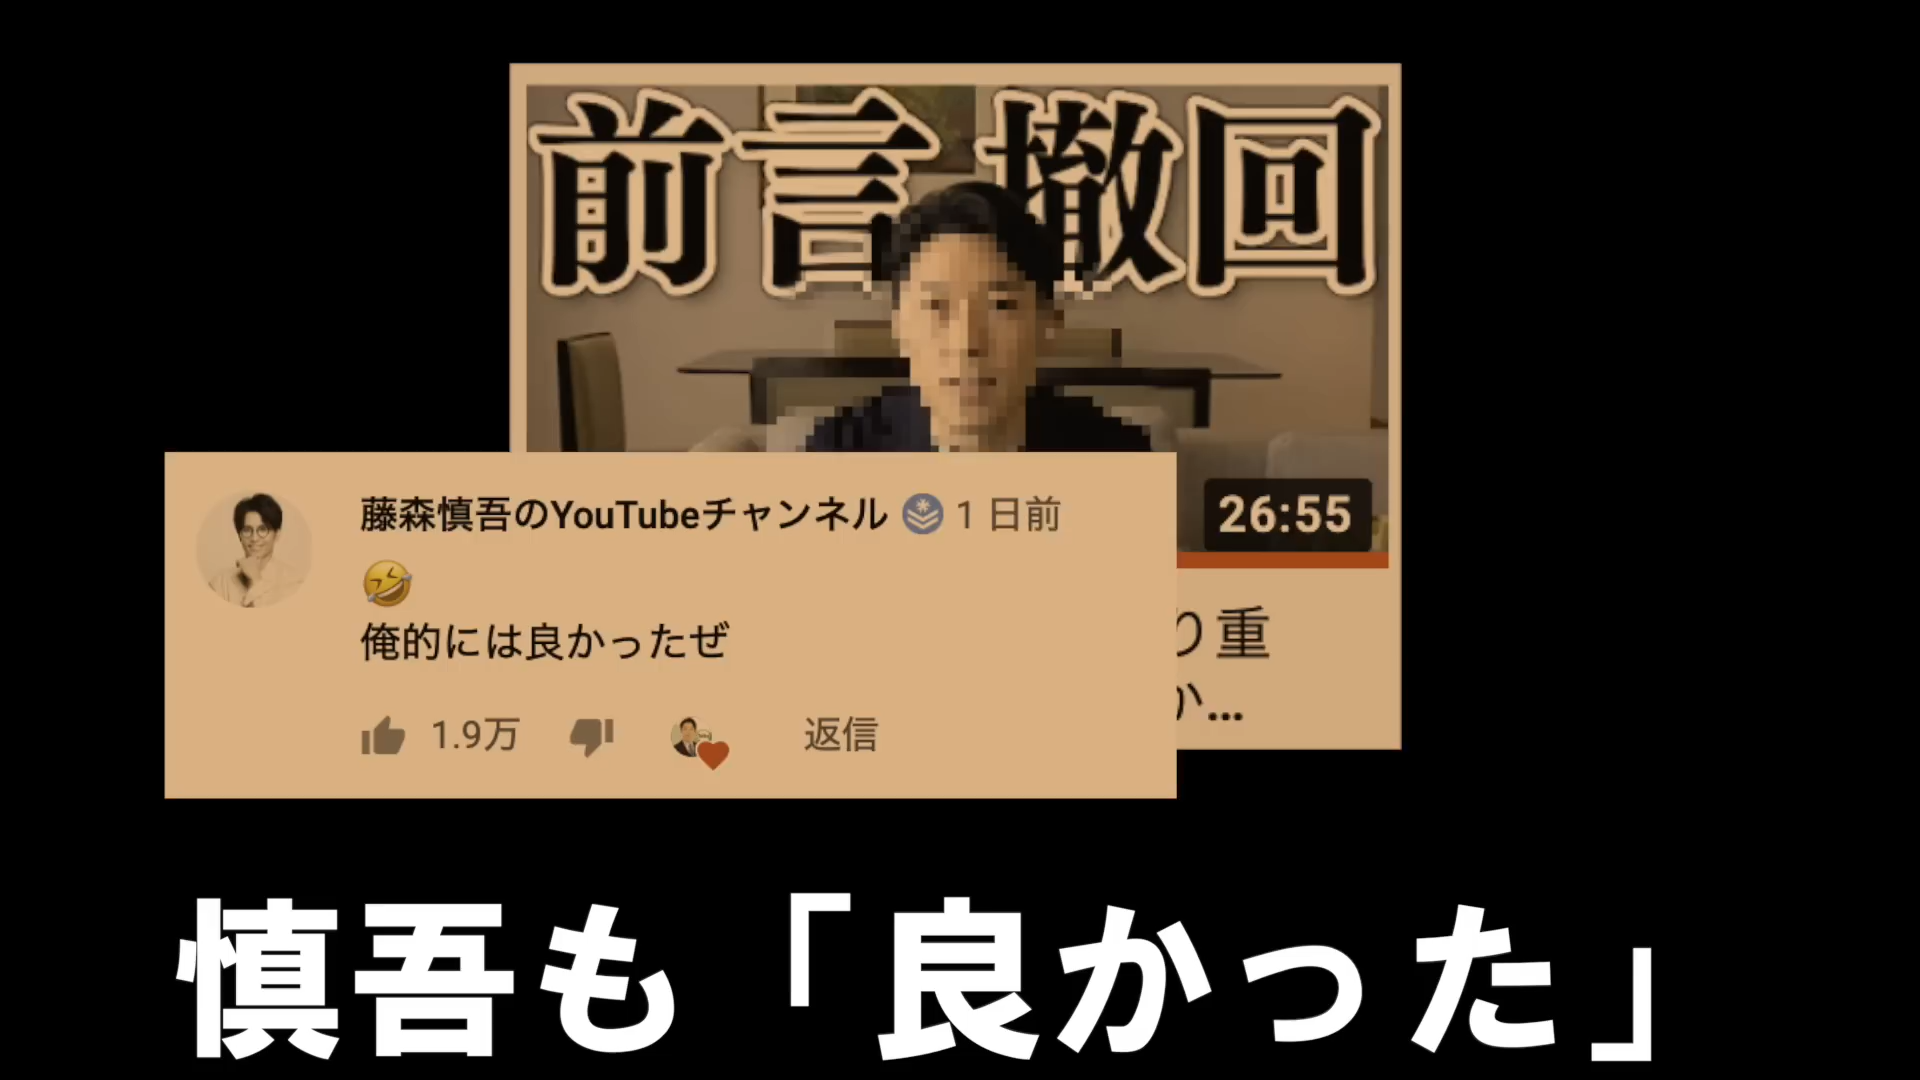 前言撤回
26:55
り重
か...
藤森慎吾のYouTubeチャンネル 1 日前
🤣
俺的には良かったぜ
1.9万 返信
慎吾も「良かった」